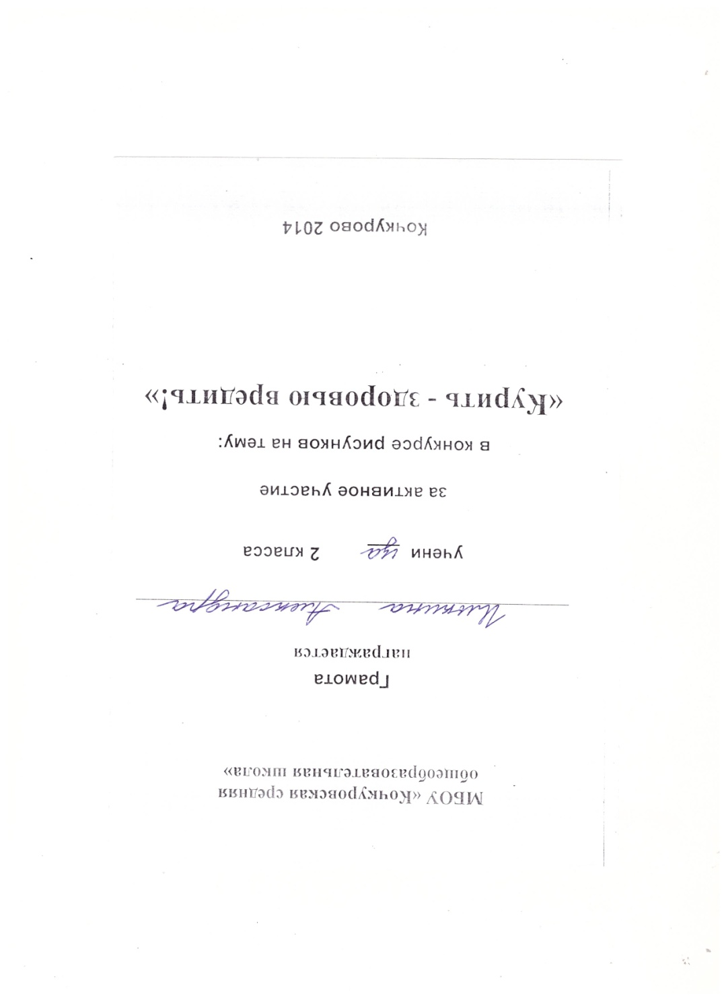 МБОУ «Кочкуровская средняя
общеобразовательная школа»
Грамота
награждается
Илькина Александра
учени ца 2 класса
за активное участие
в конкурсе рисунков на тему:
«Курить - здоровью вредить!»
Кочкурово 2014